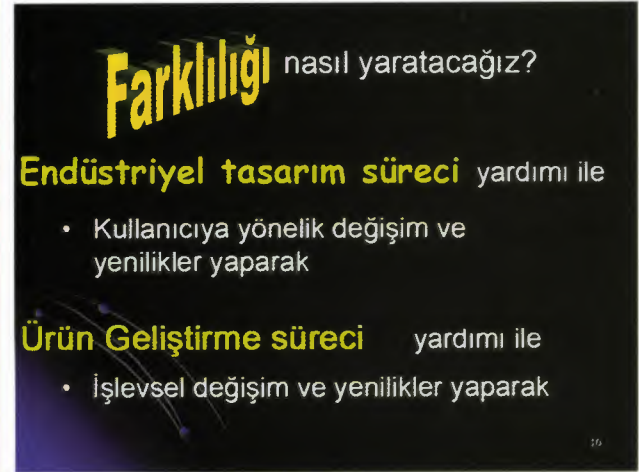 Farklılığı nasıl yaratacağız?
Endüstriyel tasarım süreci yardımı ile
• Kullanıcıya yönelik değişim ve
yenilikler yaparak
Ürün Geliştirme süreci yardımı ile
• İşlevsel değişim ve yenilikler yaparak
10